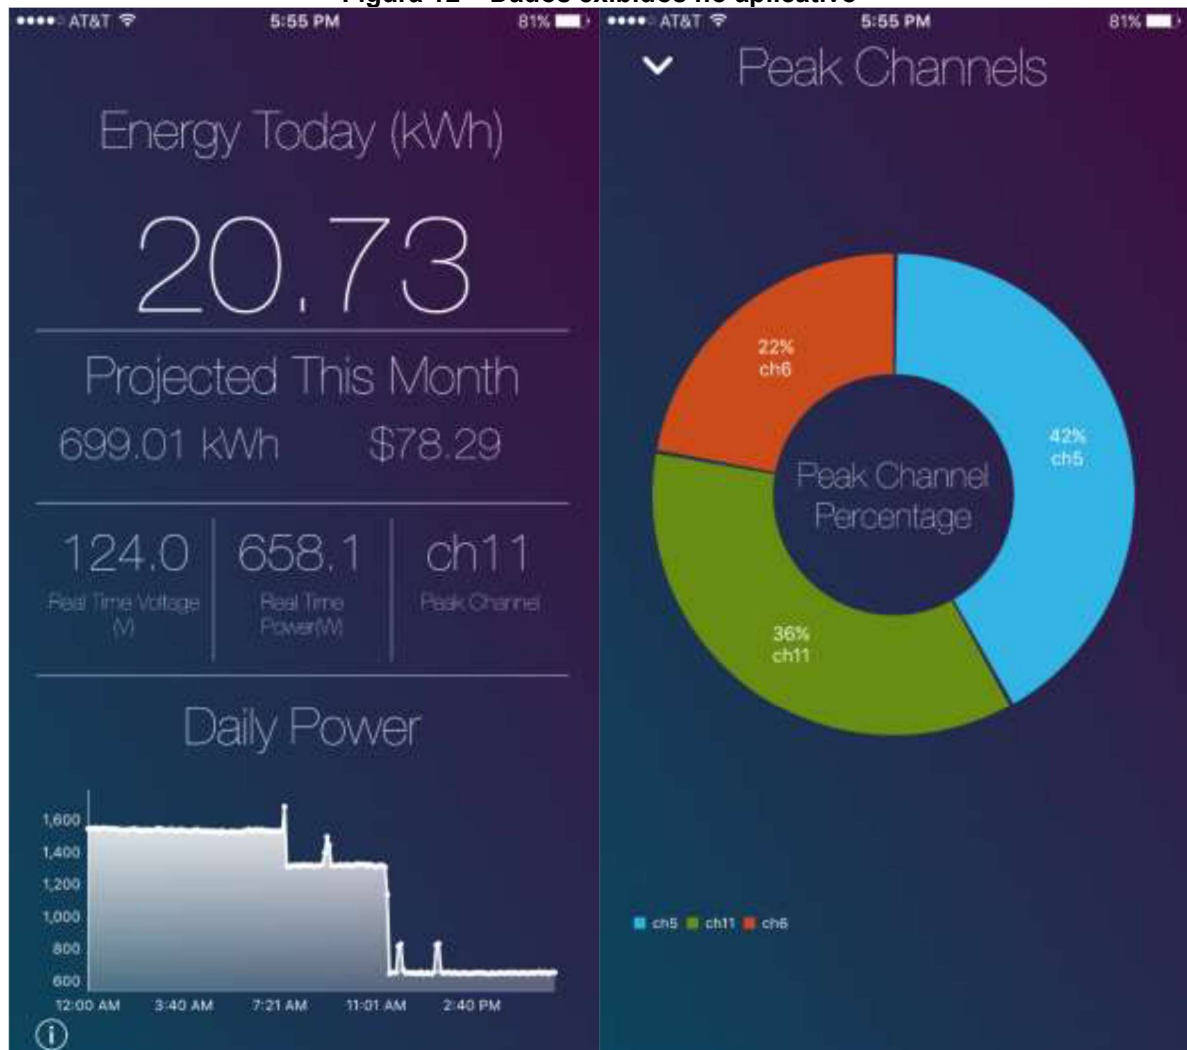 Figura 12 – Dados exibidos no aplicativo
AT&T 5:55 PM 81%
Energy Today (kWh)
20.73
Projected This Month
699.01 kWh $78.29
124.0 658.1 ch11
Real Time Voltage (V) Real Time Power(W) Peak Channel
Daily Power
1,600
1,400
1,200
1,000
800
600
12:00 AM 3:40 AM 7:21 AM 11:01 AM 2:40 PM
i
AT&T 5:55 PM 81%
Peak Channels
22%
ch6
42%
ch5
Peak Channel
Percentage
36%
ch11
ch5 ch11 ch6